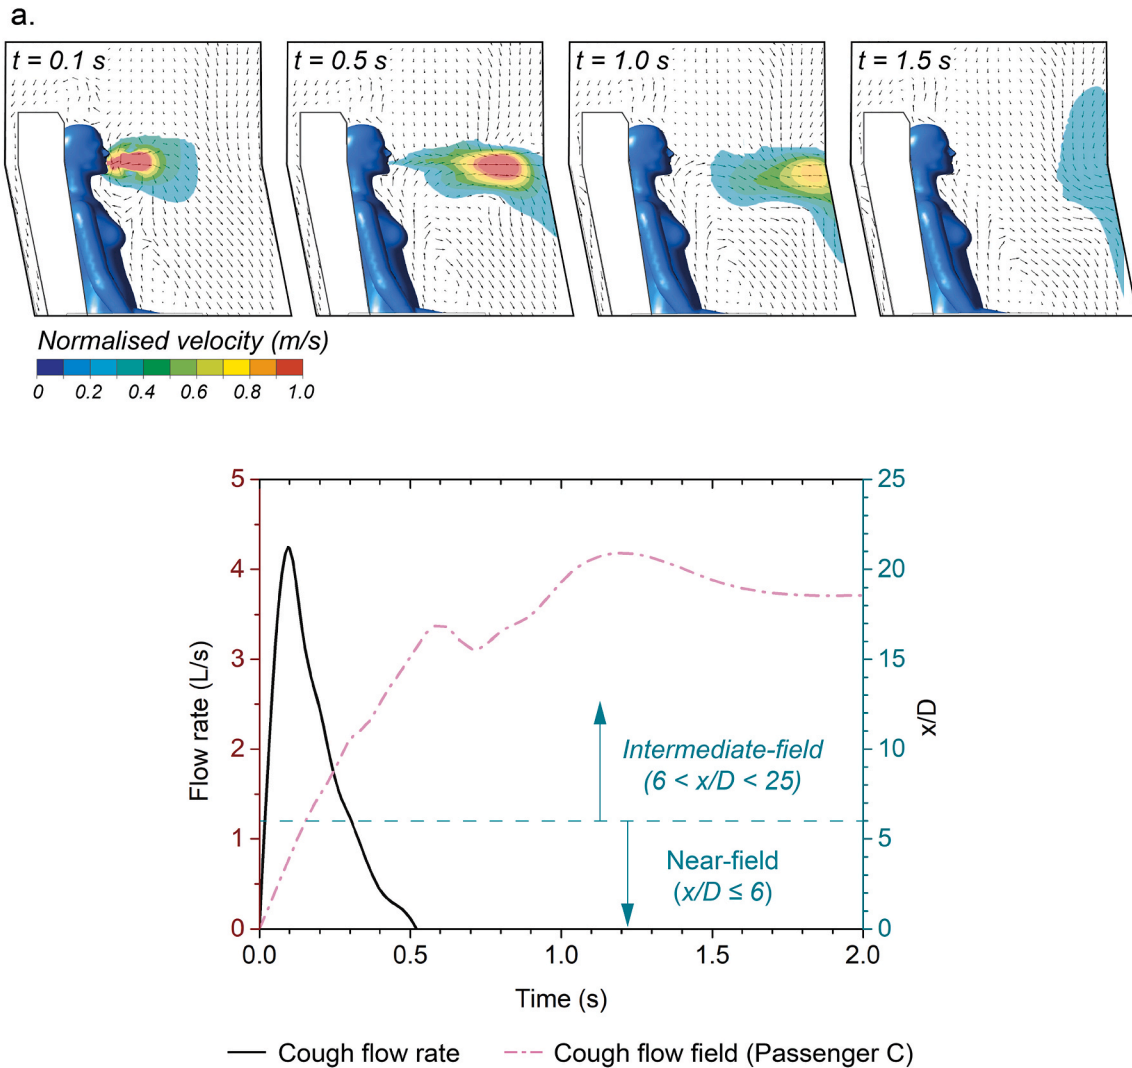 a.
t = 0.1 s
t = 0.5 s
t = 1.0 s
t = 1.5 s
Normalised velocity (m/s)
0 0.2 0.4 0.6 0.8 1.0
Flow rate (L/s)
5
4
3
2
1
0
25
20
15
10
5
0
x/D
Intermediate-field
(6 < x/D < 25)
Near-field
(x/D ≤ 6)
0.0 0.5 1.0 1.5 2.0
Time (s)
Cough flow rate
Cough flow field (Passenger C)